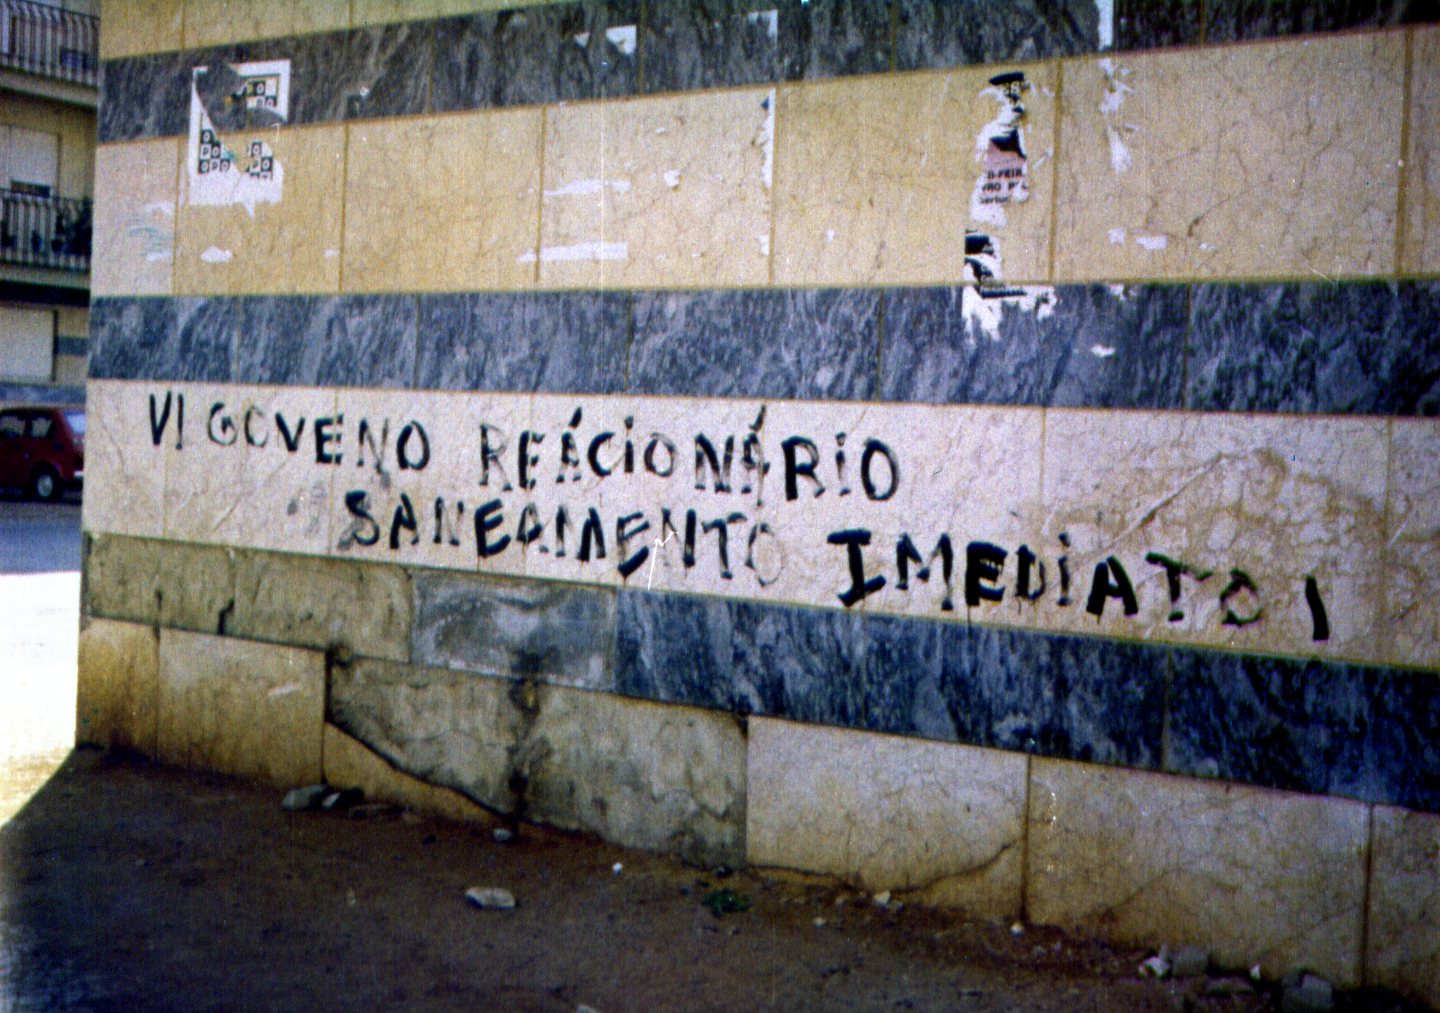 VI GOVENO REÁCIONÁRIO
SANEAMENTO IMEDIATO!